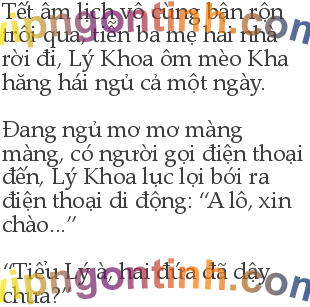 Tết âm lịch vô cùng bận rộn
trôi qua, tiễn ba mẹ hai nhà
rời đi, Lý Khoa ôm mèo Kha
hăng hái ngủ cả một ngày.
Đang ngủ mơ mơ màng
màng, có người gọi điện thoại
đến, Lý Khoa lục lọi bới ra
điện thoại di động: “A lô, xin
chào...”
“Tiểu Lý à, hai đứa đã dậy
chưa?”
vipngontinh.com
vipngontinh.com